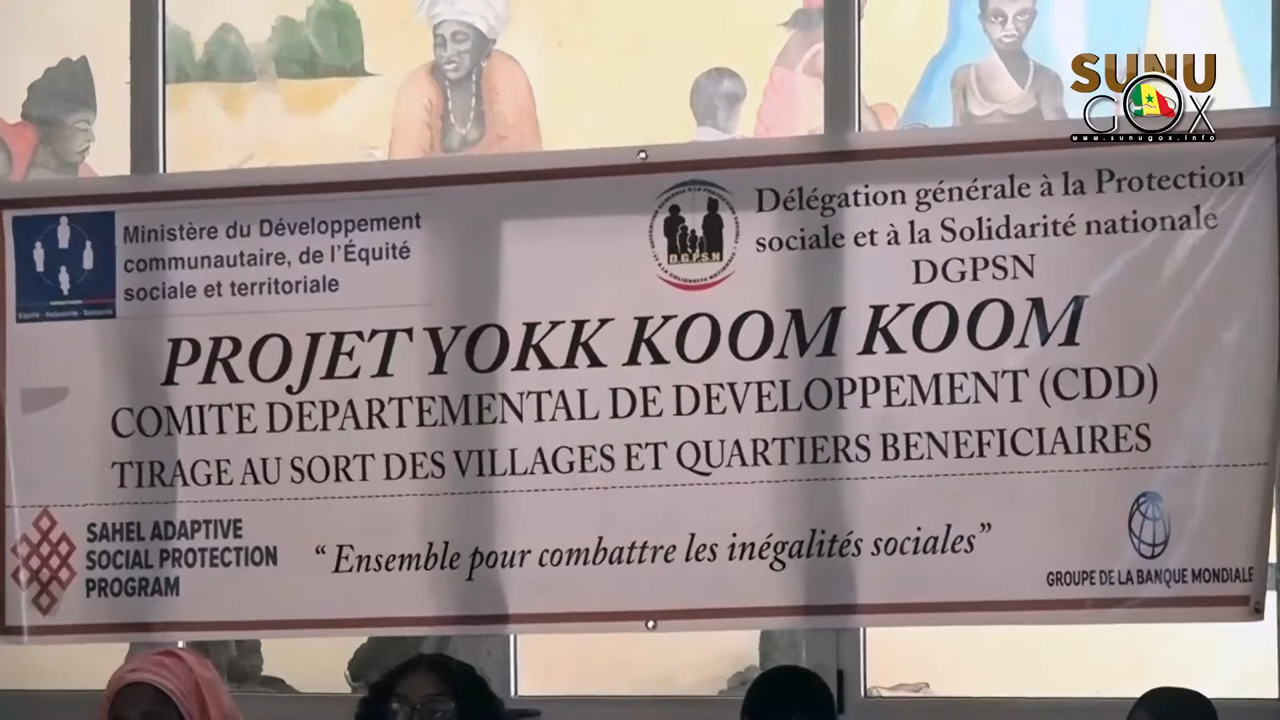 SUNU
GOX
www.sunugox.info
Ministère du Développement
communautaire, de l'Équité
sociale et territoriale
Equité - Inclusivité - Solidarité
D.G.P.S.N
Délégation générale à la Protection
sociale et à la Solidarité nationale
DGPSN
PROJET YOKK KOOM KOOM
COMITE DEPARTEMENTAL DE DEVELOPPEMENT (CDD)
TIRAGE AU SORT DES VILLAGES ET QUARTIERS BENEFICIAIRES
SAHEL ADAPTIVE
SOCIAL PROTECTION
PROGRAM
“ Ensemble pour combattre les inégalités sociales”
GROUPE DE LA BANQUE MONDIALE